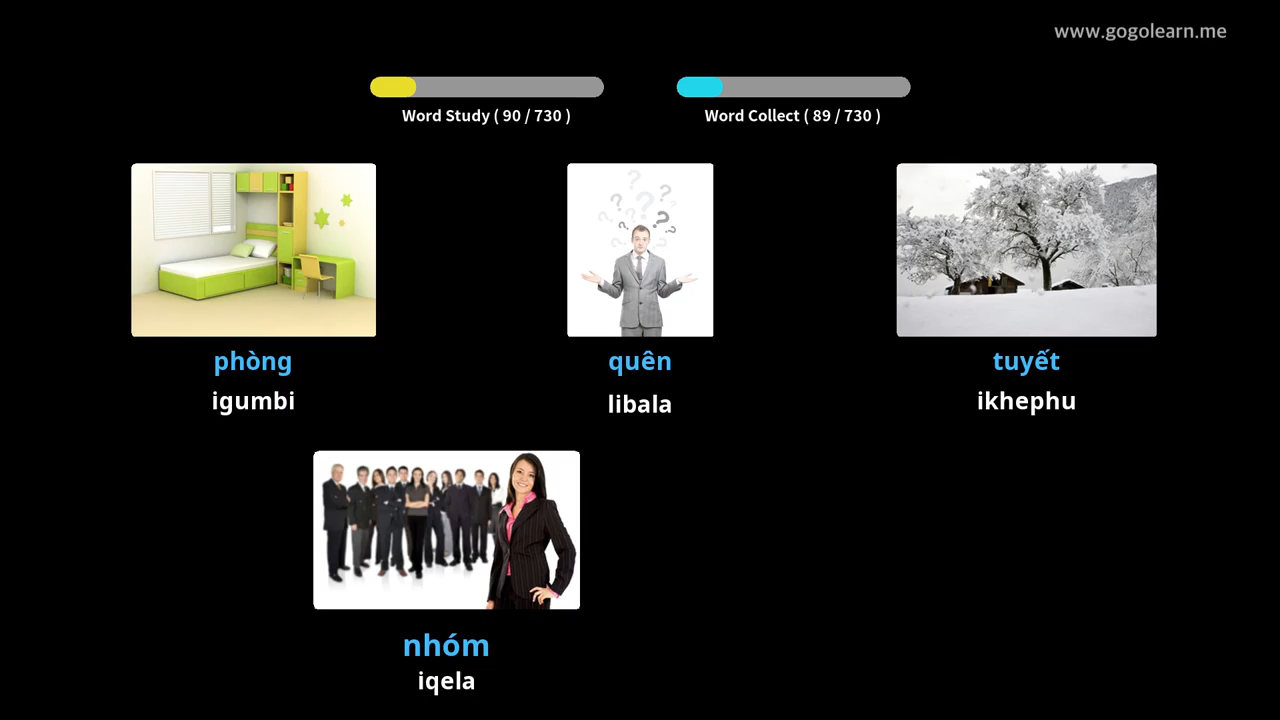 www.gogolearn.me
Word Study ( 90 / 730 )
Word Collect ( 89 / 730 )
phòng
igumbi
quên
libala
tuyết
ikhephu
nhóm
iqela